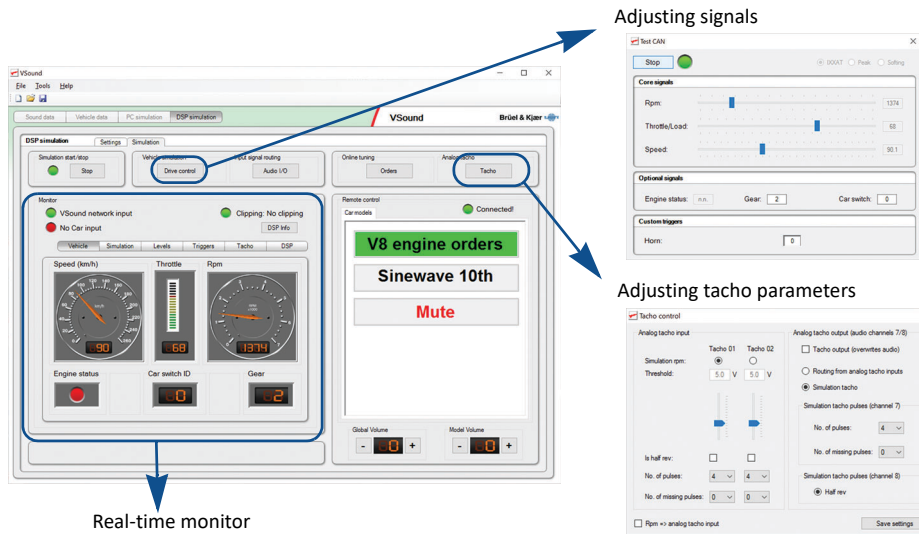 Adjusting signals
VSound
File Tools Help
Sound data Vehicle data PC simulation DSP simulation
VSound
Brüel & Kjær
DSP simulation Settings Simulation
Simulation start/stop
Stop
Vehicle simulation
Drive control
Input signal routing
Audio I/O
Online tuning
Orders
Analog tacho
Tacho
Monitor
VSound network input
Clipping: No clipping
No Car input
DSP Info
Vehicle Simulation Levels Triggers Tacho DSP
Speed (km/h) Throttle Rpm
90 68 1374
Engine status Car switch ID Gear
0 2
Remote control
Car models
Connected!
V8 engine orders
Sinewave 10th
Mute
Global Volume Model Volume
- 0 + - 0 +
Real-time monitor
Test CAN
Stop
IXXAT Peak Softing
Core signals
Rpm: 1374
Throttle/Load: 68
Speed: 90.1
Optional signals
Engine status: n.n. Gear: 2 Car switch: 0
Custom triggers
Horn: 0
Adjusting tacho parameters
Tacho control
Analog tacho input
Tacho 01 Tacho 02
Simulation rpm:
Threshold: 5.0 V 5.0 V
Is half rev:
No. of pulses: 4 4
No. of missing pulses: 0 0
Rpm => analog tacho input
Analog tacho output (audio channels 7/8)
Tacho output (overwrites audio)
Routing from analog tacho inputs
Simulation tacho
Simulation tacho pulses (channel 7)
No. of pulses: 4
No. of missing pulses: 0
Simulation tacho pulses (channel 8)
Half rev
Save settings